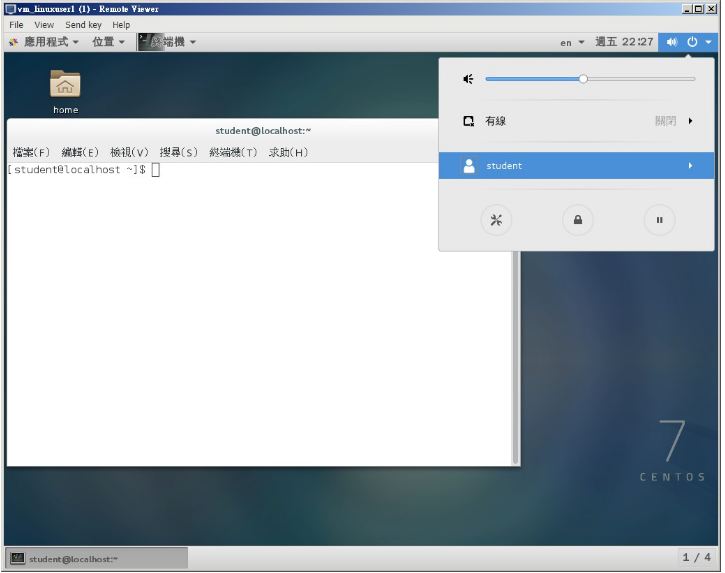 vm_linuxuser1 (1) - Remote Viewer
File View Send key Help
應用程式 位置 終端機 en 週五 22:27
home
有線 關閉
student
student@localhost:~
檔案(F) 編輯(E) 檢視(V) 搜尋(S) 終端機(T) 求助(H)
[student@localhost ~]$
7
CENTOS
student@localhost:~
1 / 4